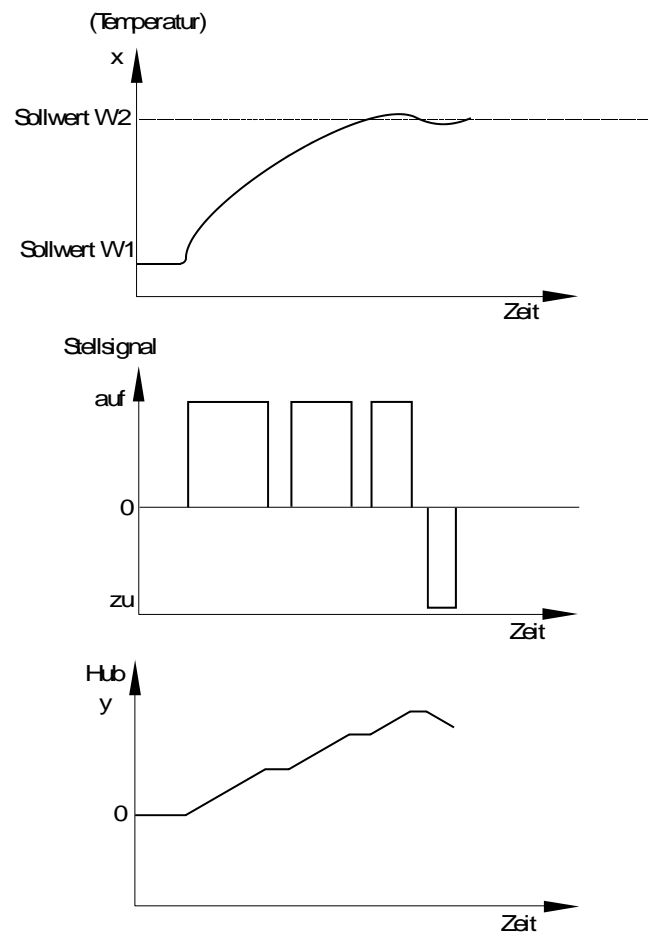 (Temperatur)
x
Sollwert W2
Sollwert W1
Zeit
Stellsignal
auf
0
zu
Zeit
Hub
y
0
Zeit